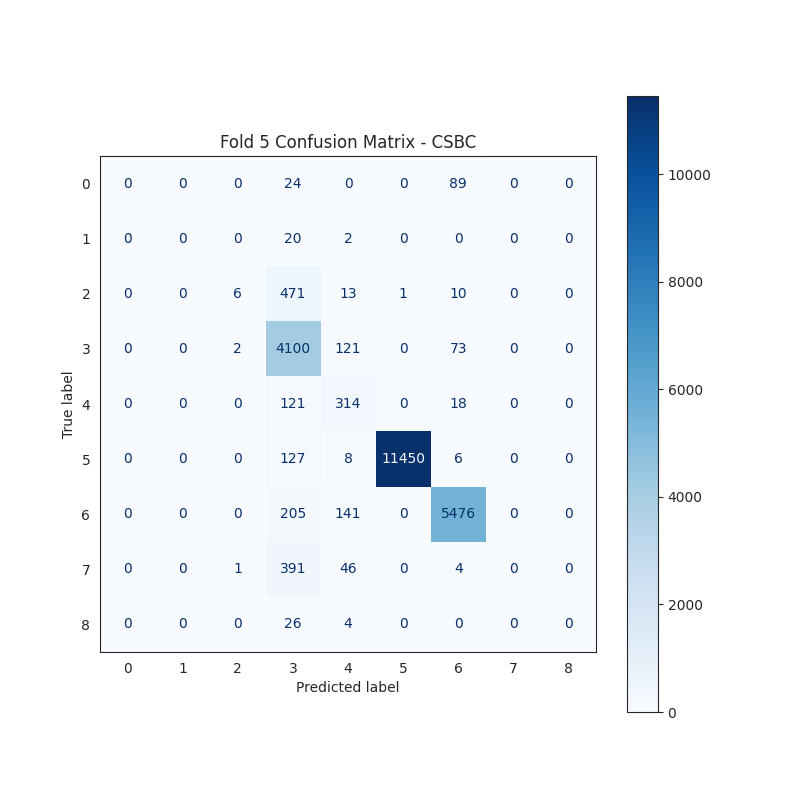 Fold 5 Confusion Matrix - CSBC
0 0 0 0 24 0 0 89 0 0
1 0 0 0 20 2 0 0 0 0
2 0 0 6 471 13 1 10 0 0
3 0 0 2 4100 121 0 73 0 0
4 0 0 0 121 314 0 18 0 0
5 0 0 0 127 8 11450 6 0 0
6 0 0 0 205 141 0 5476 0 0
7 0 0 1 391 46 0 4 0 0
8 0 0 0 26 4 0 0 0 0
0 1 2 3 4 5 6 7 8
Predicted label
True label
10000
8000
6000
4000
2000
0